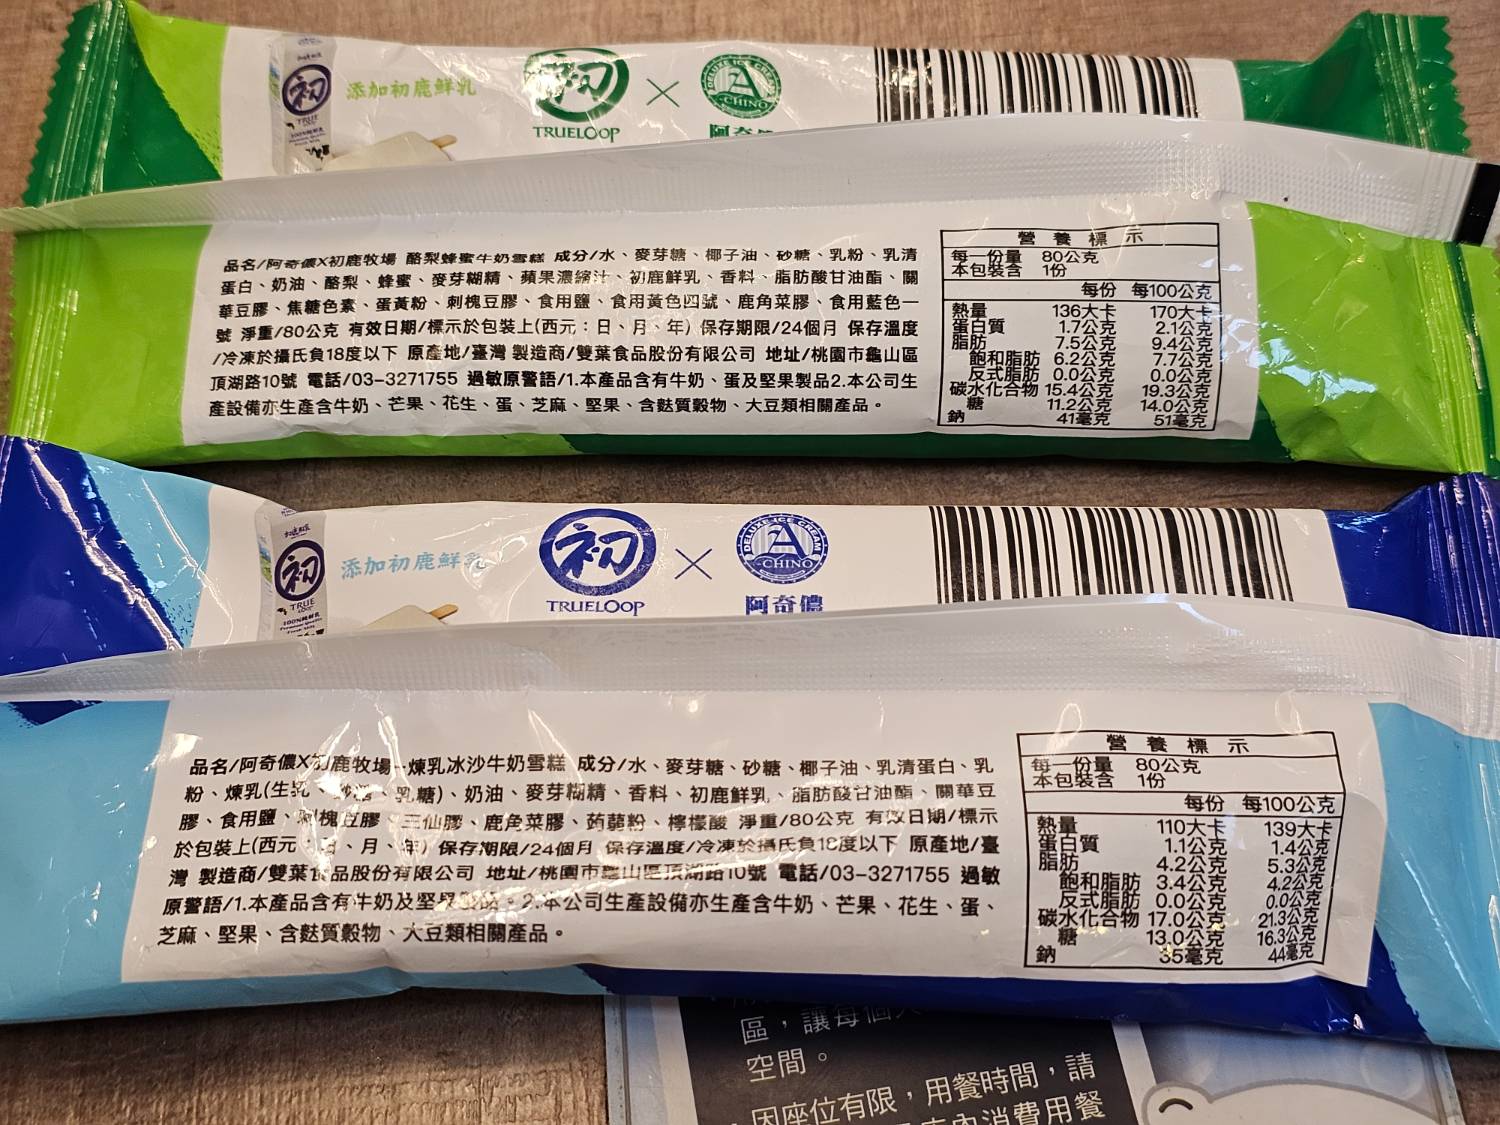 初
TRUE
添加初鹿鮮乳
初
TRUELOOP
×
DELUXE ICE CREAM
A
-CHINO
品名/阿奇儂X初鹿牧場 酪梨蜂蜜牛奶雪糕 成分/水、麥芽糖、椰子油、砂糖、乳粉、乳清
蛋白、奶油、酪梨、蜂蜜、麥芽糊精、蘋果濃縮汁、初鹿鮮乳、香料、脂肪酸甘油酯、關
華豆膠、焦糖色素、蛋黃粉、刺槐豆膠、食用鹽、食用黃色四號、鹿角菜膠、食用藍色一
號 淨重/80公克 有效日期/標示於包裝上(西元：日、月、年) 保存期限/24個月 保存溫度
/冷凍於攝氏負18度以下 原產地/臺灣 製造商/雙葉食品股份有限公司 地址/桃園市龜山區
頂湖路10號 電話/03-3271755 過敏原警語/1.本產品含有牛奶、蛋及堅果製品2.本公司生
產設備亦生產含牛奶、芒果、花生、蛋、芝麻、堅果、含麩質穀物、大豆類相關產品。
營養標示
每一份量 80公克
本包裝含 1份
每份 每100公克
熱量 136大卡 170大卡
蛋白質 1.7公克 2.1公克
脂肪 7.5公克 9.4公克
飽和脂肪 6.2公克 7.7公克
反式脂肪 0.0公克 0.0公克
碳水化合物 15.4公克 19.3公克
糖 11.2公克 14.0公克
鈉 41毫克 51毫克
初
TRUE
添加初鹿鮮乳
初
TRUELOOP
×
DELUXE ICE CREAM
A
-CHINO
阿奇儂
品名/阿奇儂X初鹿牧場-煉乳冰沙牛奶雪糕 成分/水、麥芽糖、砂糖、椰子油、乳清蛋白、乳
粉、煉乳(生乳、砂糖、乳糖)、奶油、麥芽糊精、香料、初鹿鮮乳、脂肪酸甘油酯、關華豆
膠、食用鹽、刺槐豆膠、三仙膠、鹿角菜膠、蒟蒻粉、檸檬酸 淨重/80公克 有效日期/標示
於包裝上(西元：日、月、年) 保存期限/24個月 保存溫度/冷凍於攝氏負18度以下 原產地/臺
灣 製造商/雙葉食品股份有限公司 地址/桃園市龜山區頂湖路10號 電話/03-3271755 過敏
原警語/1.本產品含有牛奶及堅果製品。2.本公司生產設備亦生產含牛奶、芒果、花生、蛋、
芝麻、堅果、含麩質穀物、大豆類相關產品。
營養標示
每一份量 80公克
本包裝含 1份
每份 每100公克
熱量 110大卡 139大卡
蛋白質 1.1公克 1.4公克
脂肪 4.2公克 5.3公克
飽和脂肪 3.4公克 4.2公克
反式脂肪 0.0公克 0.0公克
碳水化合物 17.0公克 21.3公克
糖 13.0公克 16.3公克
鈉 35毫克 44毫克
區，讓每個
空間。
因座位有限，用餐時間，請
內消費用餐